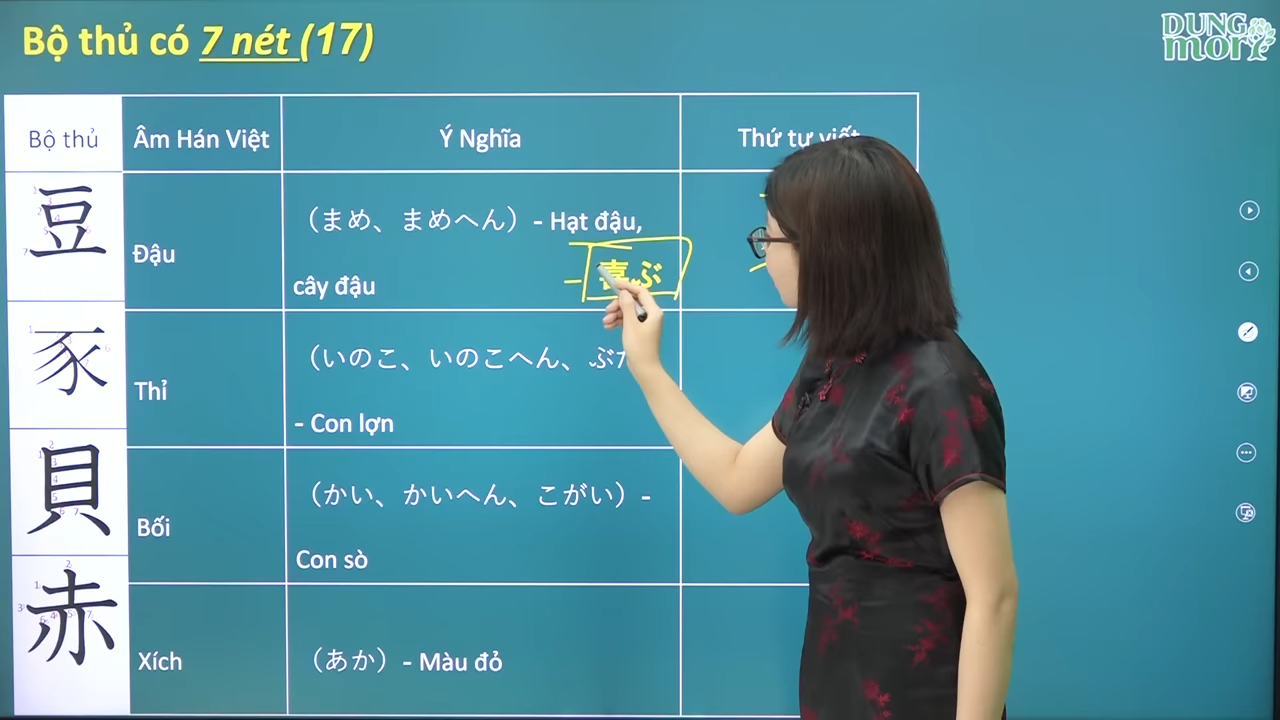 Bộ thủ có 7 nét (17)
DUNG
mori
Bộ thủ
Âm Hán Việt
Ý Nghĩa
Thứ tự viết
豆
Đậu
（まめ、まめへん）- Hạt đậu,
cây đậu
喜ぶ
豕
Thỉ
（いのこ、いのこへん、ぶ
- Con lợn
貝
Bối
（かい、かいへん、こがい）-
Con sò
赤
Xích
（あか）- Màu đỏ